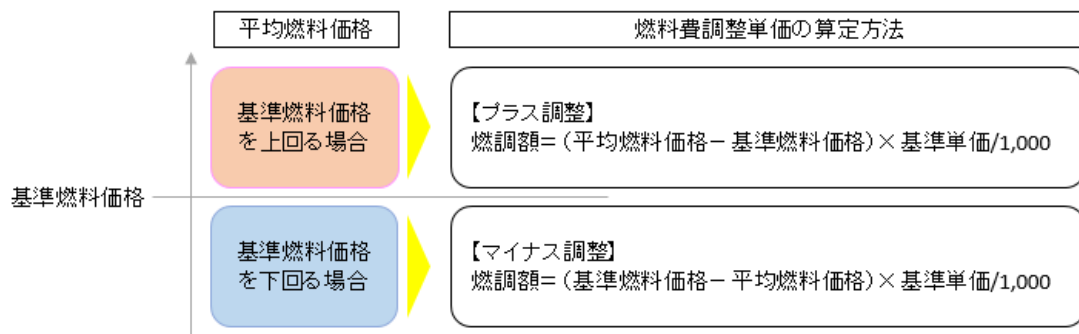 平均燃料価格
燃料費調整単価の算定方法
基準燃料価格
を上回る場合
【プラス調整】
燃調額=(平均燃料価格-基準燃料価格)×基準単価/1,000
基準燃料価格
基準燃料価格
を下回る場合
【マイナス調整】
燃調額=(基準燃料価格-平均燃料価格)×基準単価/1,000